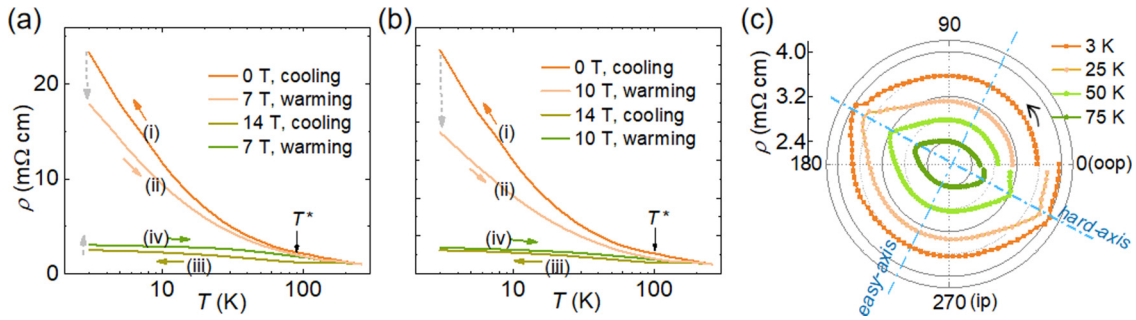 (a)
ρ (mΩ cm)
20
10
0
0 T, cooling
7 T, warming
14 T, cooling
7 T, warming
(i)
(ii)
(iv)
(iii)
T*
10
100
T (K)
(b)
0 T, cooling
10 T, warming
14 T, cooling
10 T, warming
(i)
(ii)
(iv)
(iii)
T*
10
100
T (K)
(c)
90
ρ (mΩ cm)
4.0
3.2
2.4
180
0(oop)
270 (ip)
3 K
25 K
50 K
75 K
hard-axis
easy-axis